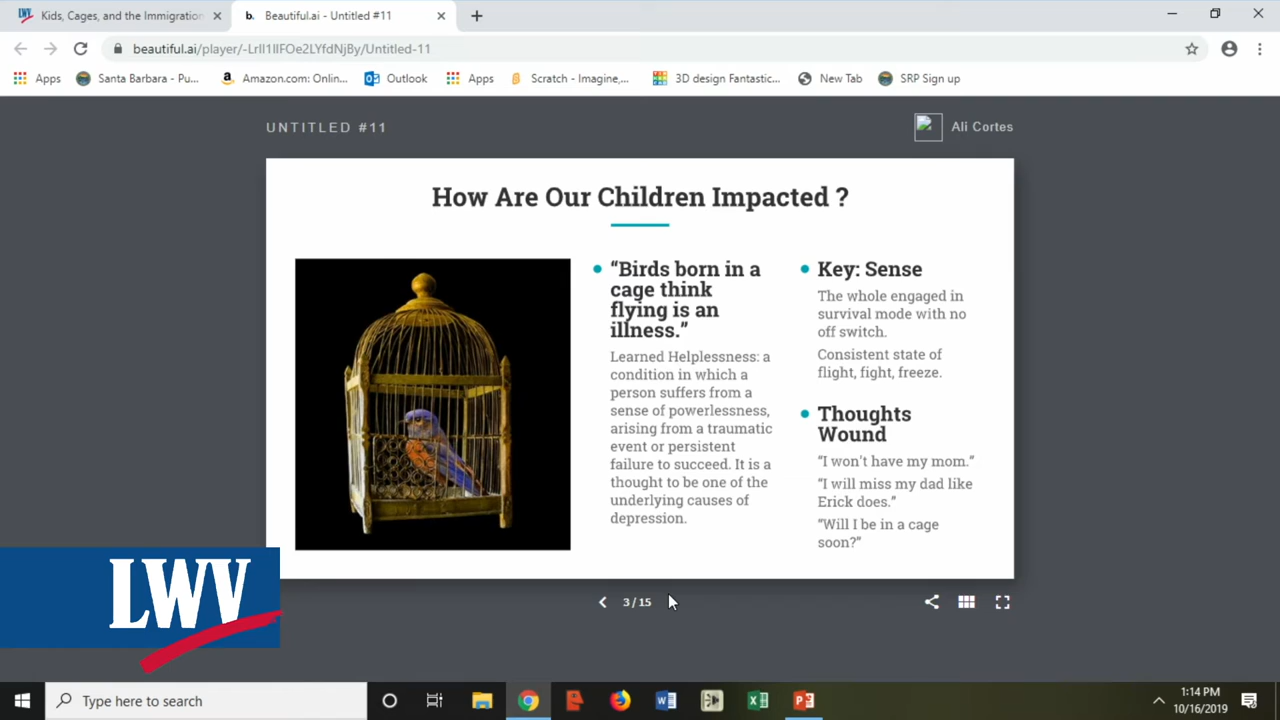 Kids, Cages, and the Immigration
Beautiful.ai - Untitled #11
Apps
Santa Barbara - Pu...
Amazon.com: Onlin...
Outlook
Apps
Scratch - Imagine,...
3D design Fantastic...
New Tab
SRP Sign up
UNTITLED #11
Ali Cortes
How Are Our Children Impacted ?
“Birds born in a
cage think
flying is an
illness.”
Learned Helplessness: a
condition in which a
person suffers from a
sense of powerlessness,
arising from a traumatic
event or persistent
failure to succeed. It is a
thought to be one of the
underlying causes of
depression.
Key: Sense
The whole engaged in
survival mode with no
off switch.
Consistent state of
flight, fight, freeze.
Thoughts
Wound
“I won't have my mom.”
“I will miss my dad like
Erick does.”
“Will I be in a cage
soon?”
3 / 15
LWV
Type here to search
1:14 PM
10/16/2019